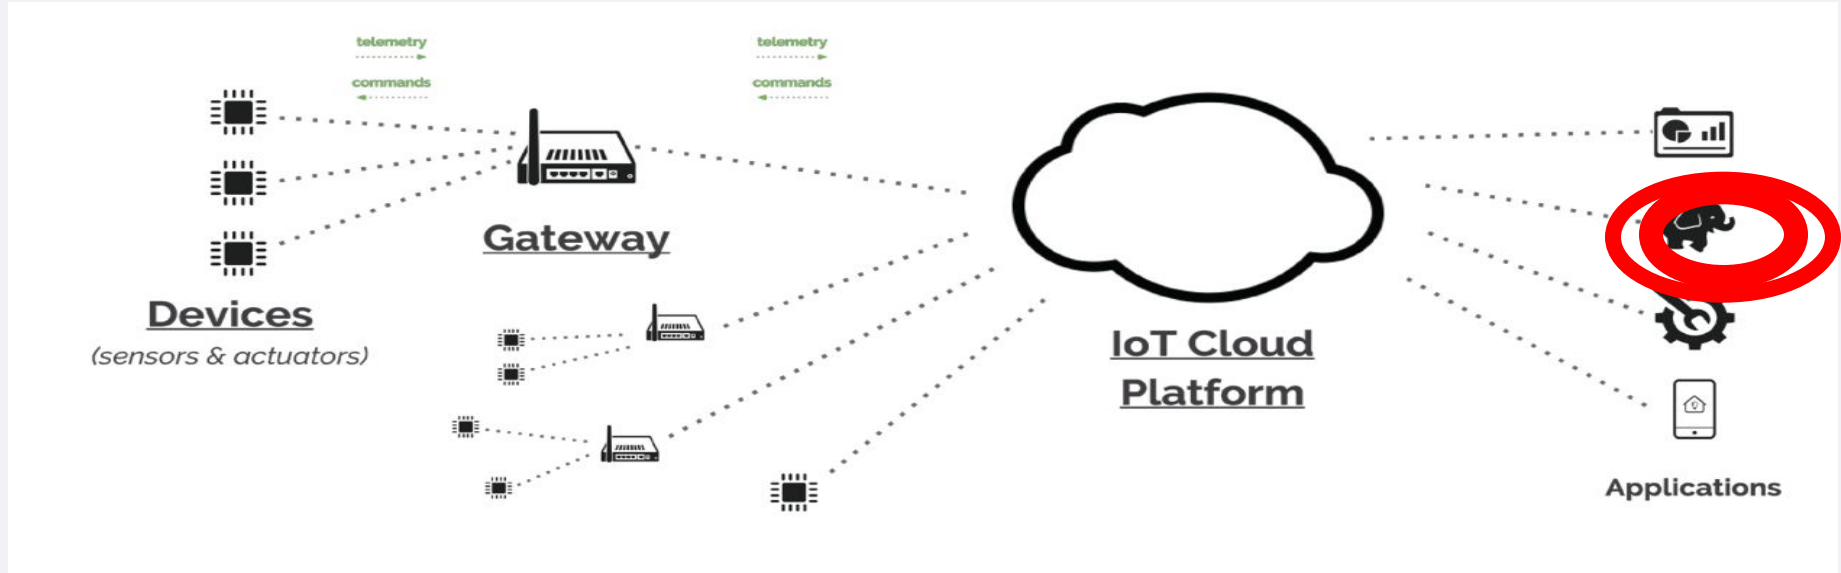 telemetry
commands
telemetry
commands
Gateway
Devices
(sensors & actuators)
IoT Cloud
Platform
Applications